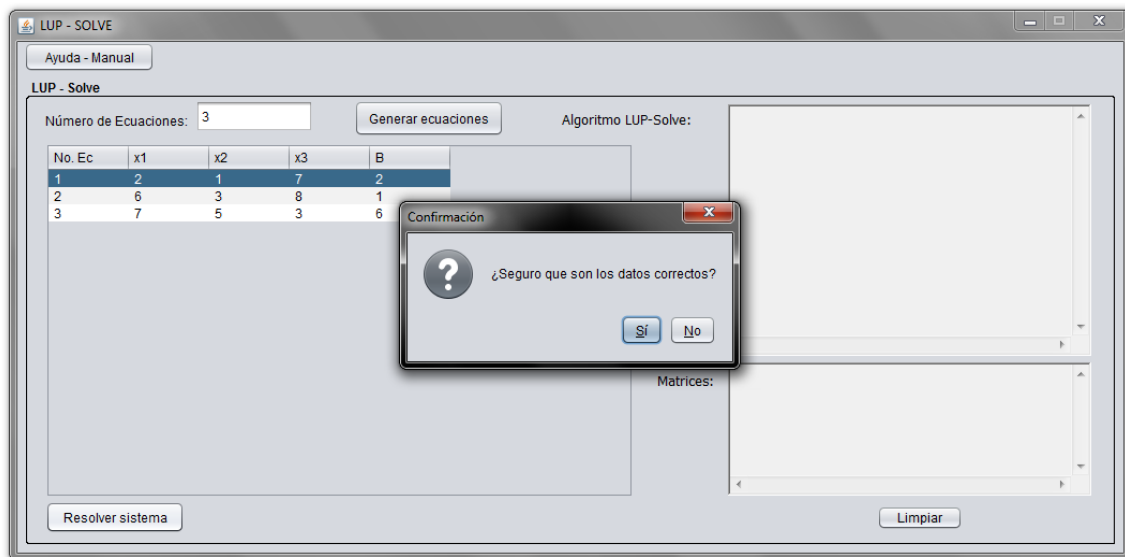 LUP - SOLVE
Ayuda - Manual
LUP - Solve
Número de Ecuaciones: 3 Generar ecuaciones Algoritmo LUP-Solve:
No. Ec x1 x2 x3 B
1 2 1 7 2
2 6 3 8 1
3 7 5 3 6
Confirmación
¿Seguro que son los datos correctos?
Sí No
Matrices:
Resolver sistema Limpiar